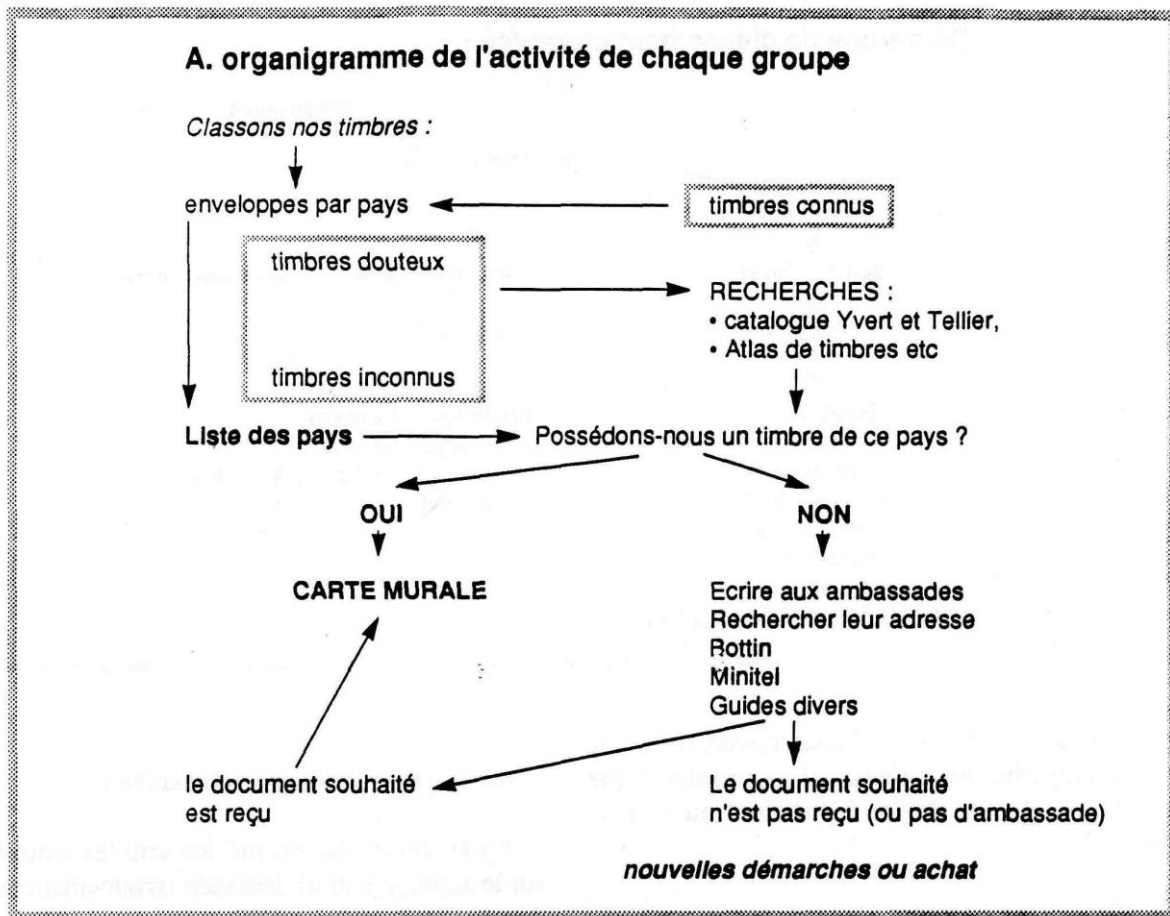 A. organigramme de l'activité de chaque groupe
Classons nos timbres :
enveloppes par pays
timbres connus
timbres douteux
timbres inconnus
RECHERCHES :
• catalogue Yvert et Tellier,
• Atlas de timbres etc
Liste des pays
Possédons-nous un timbre de ce pays ?
OUI
NON
CARTE MURALE
Ecrire aux ambassades
Rechercher leur adresse
Bottin
Minitel
Guides divers
le document souhaité
est reçu
Le document souhaité
n'est pas reçu (ou pas d'ambassade)
nouvelles démarches ou achat